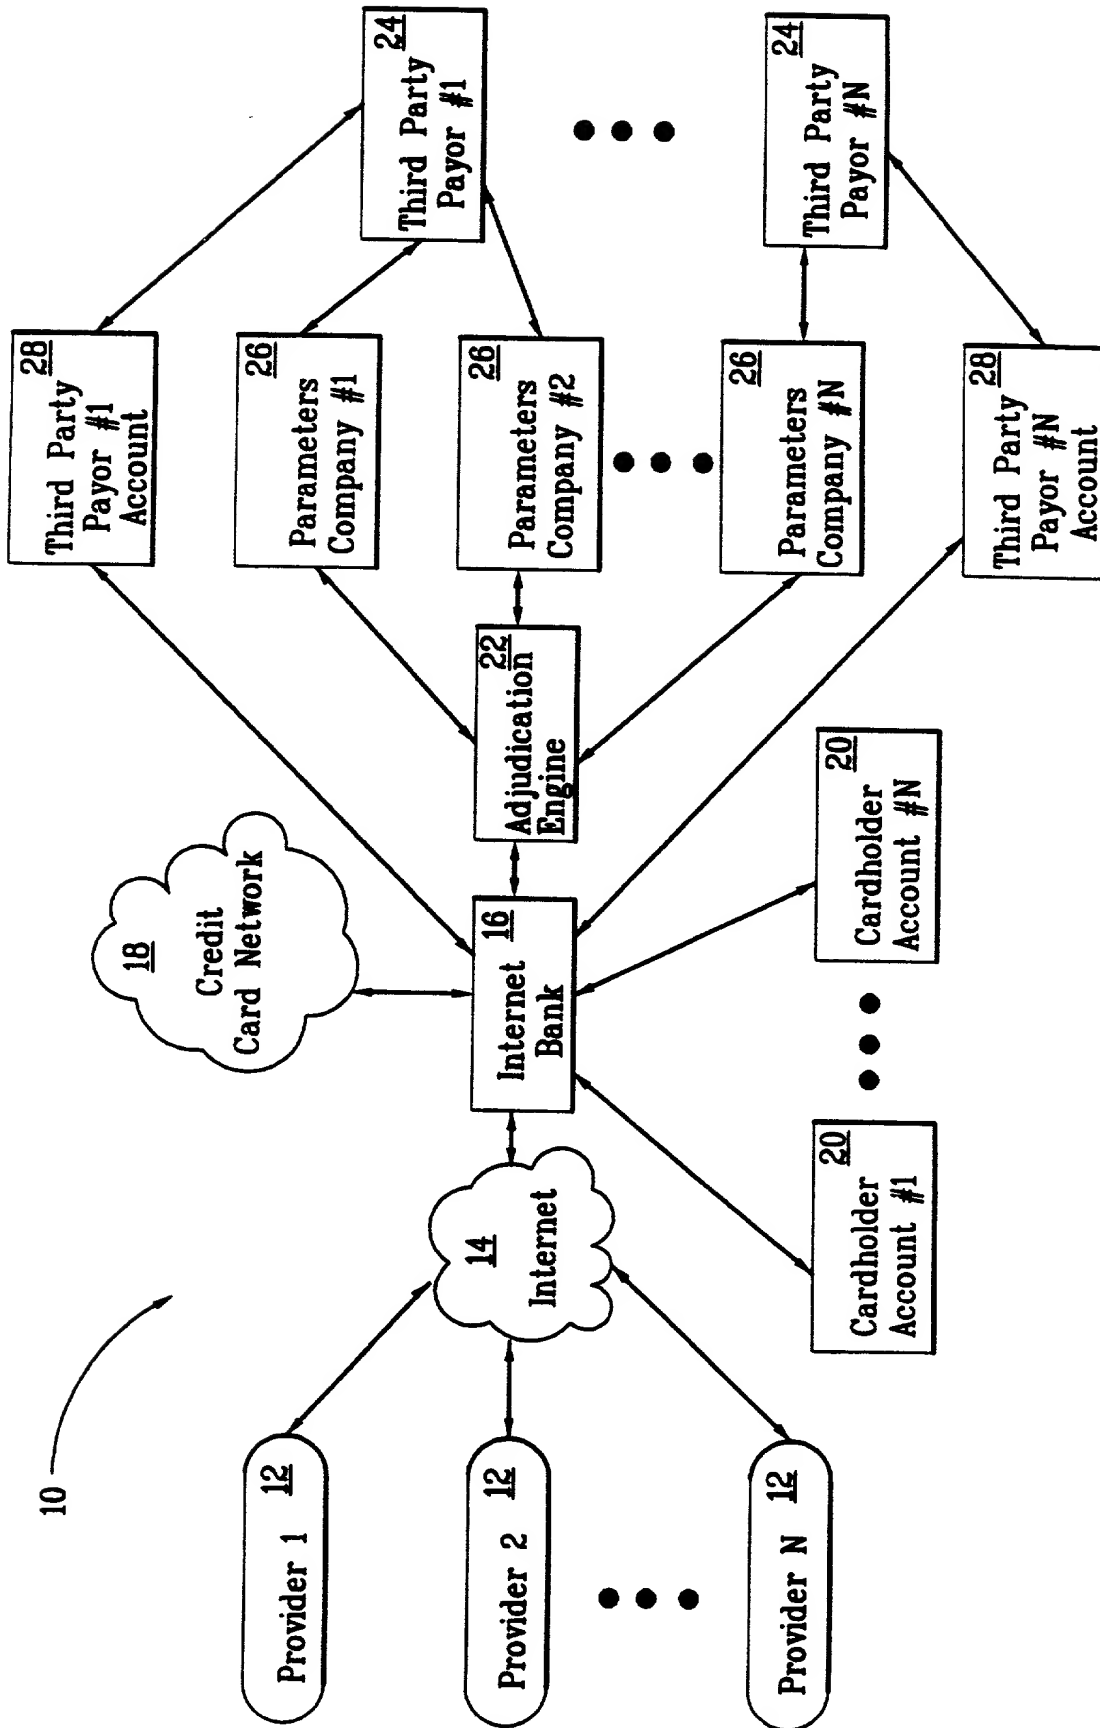 10
Provider 1 12
Provider 2 12
Provider N 12
14
Internet
18
Credit
Card Network
16
Internet
Bank
20
Cardholder
Account #1
20
Cardholder
Account #N
22
Adjudication
Engine
28
Third Party
Payor #1
Account
26
Parameters
Company #1
26
Parameters
Company #2
26
Parameters
Company #N
28
Third Party
Payor #N
Account
24
Third Party
Payor #1
24
Third Party
Payor #N